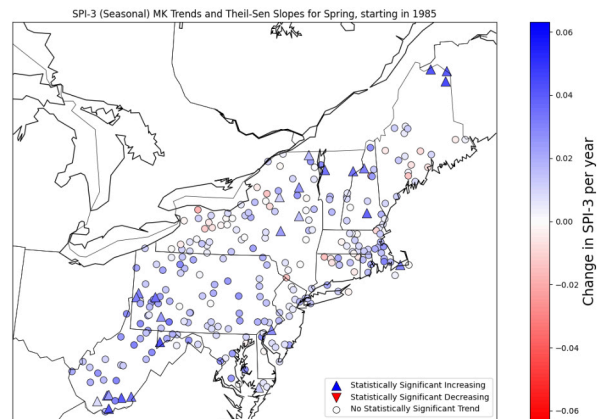 SPI-3 (Seasonal) MK Trends and Theil-Sen Slopes for Spring, starting in 1985
0.06
0.04
0.02
0.00
−0.02
−0.04
−0.06
Change in SPI-3 per year
Statistically Significant Increasing
Statistically Significant Decreasing
No Statistically Significant Trend